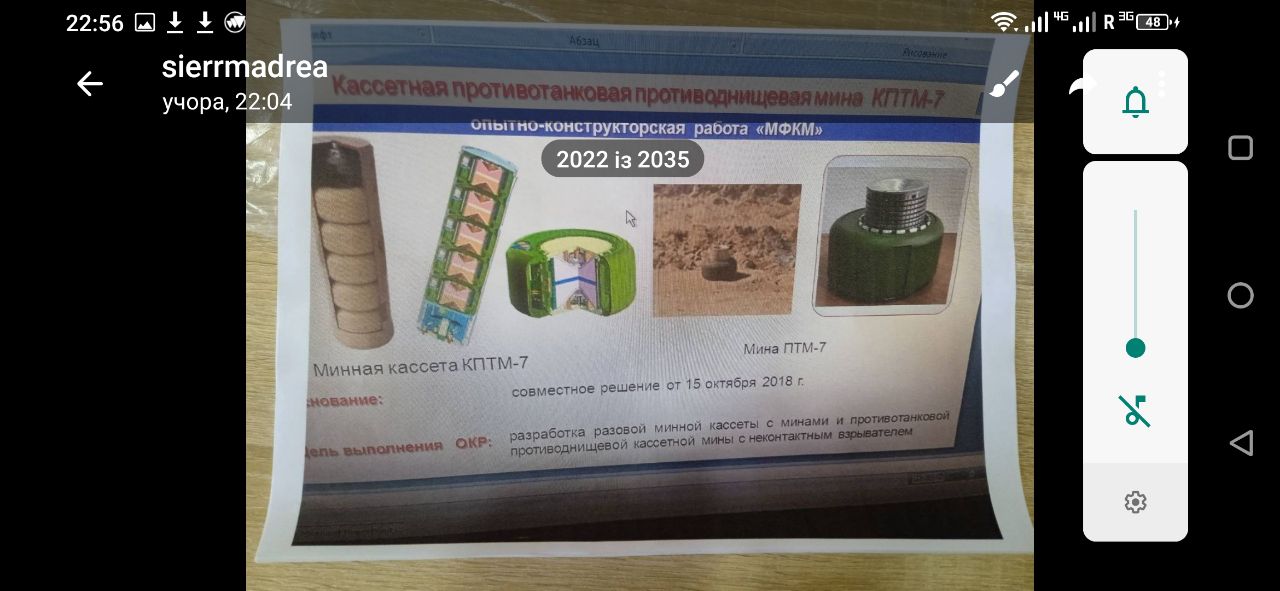 22:56
4G
R
3G
48
sierrmadrea
учора, 22:04
Абзац
Рисование
Кассетная противотанковая противоднищевая мина КПТМ-7
опытно-конструкторская работа «МФКМ»
2022 із 2035
Минная кассета КПТМ-7
Мина ПТМ-7
совместное решение от 15 октября 2018 г.
нование:
ель выполнения ОКР:
разработка разовой минной кассеты с минами и противотанковой
противоднищевой кассетной мины с неконтактным взрывателем